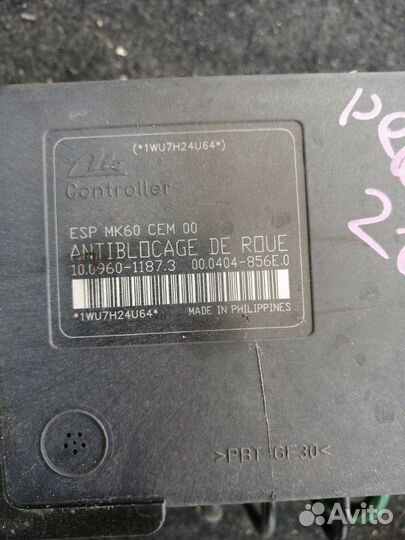 (*1WU7H24U64*)
Ate
Controller
ESP MK60 CEM 00
ANTIBLOCAGE DE ROUE
10.0960-1187.3 00.0404-856E.0
*1WU7H24U64* MADE IN PHILIPPINES
>PBT-GF30<
Avito